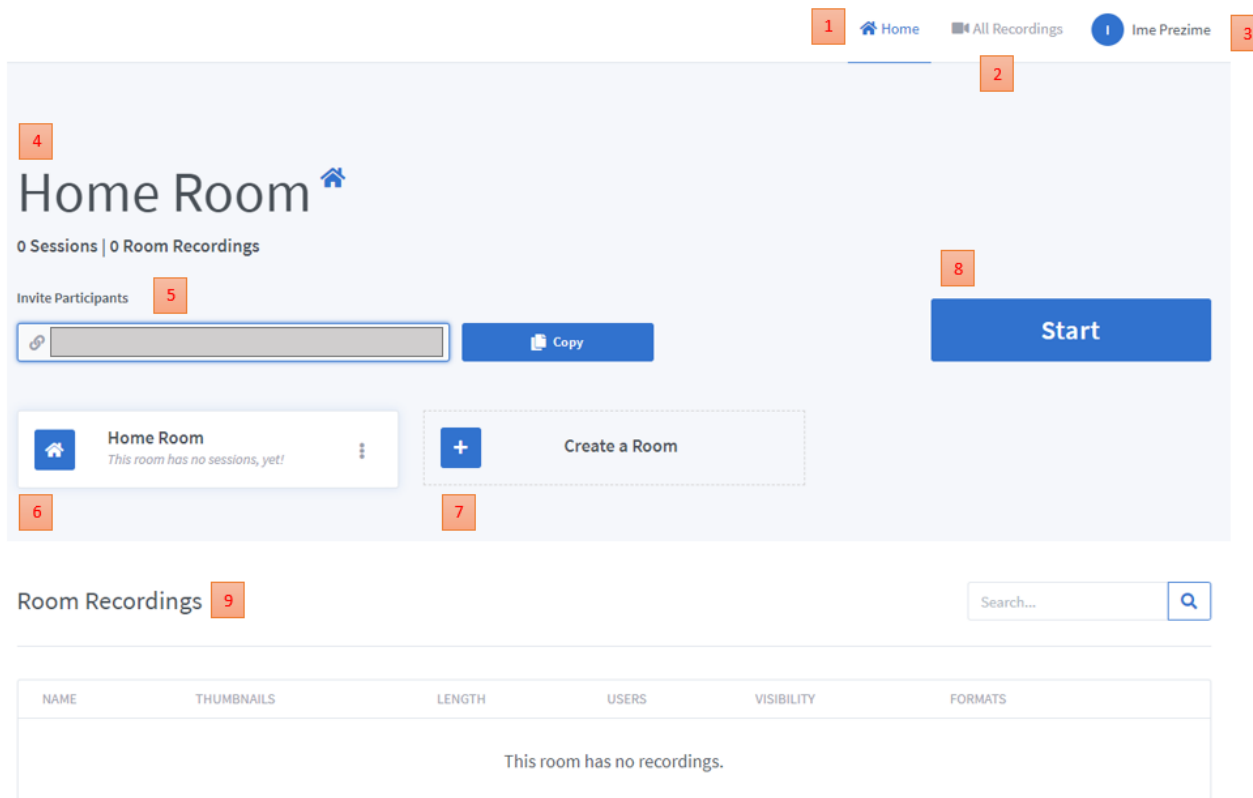 1 Home All Recordings I Ime Prezime 3
2
4
Home Room
0 Sessions | 0 Room Recordings
8
Invite Participants 5
Start
Copy
Home Room
This room has no sessions, yet!
Create a Room
6 7
Room Recordings 9 Search...
NAME THUMBNAILS LENGTH USERS VISIBILITY FORMATS
This room has no recordings.